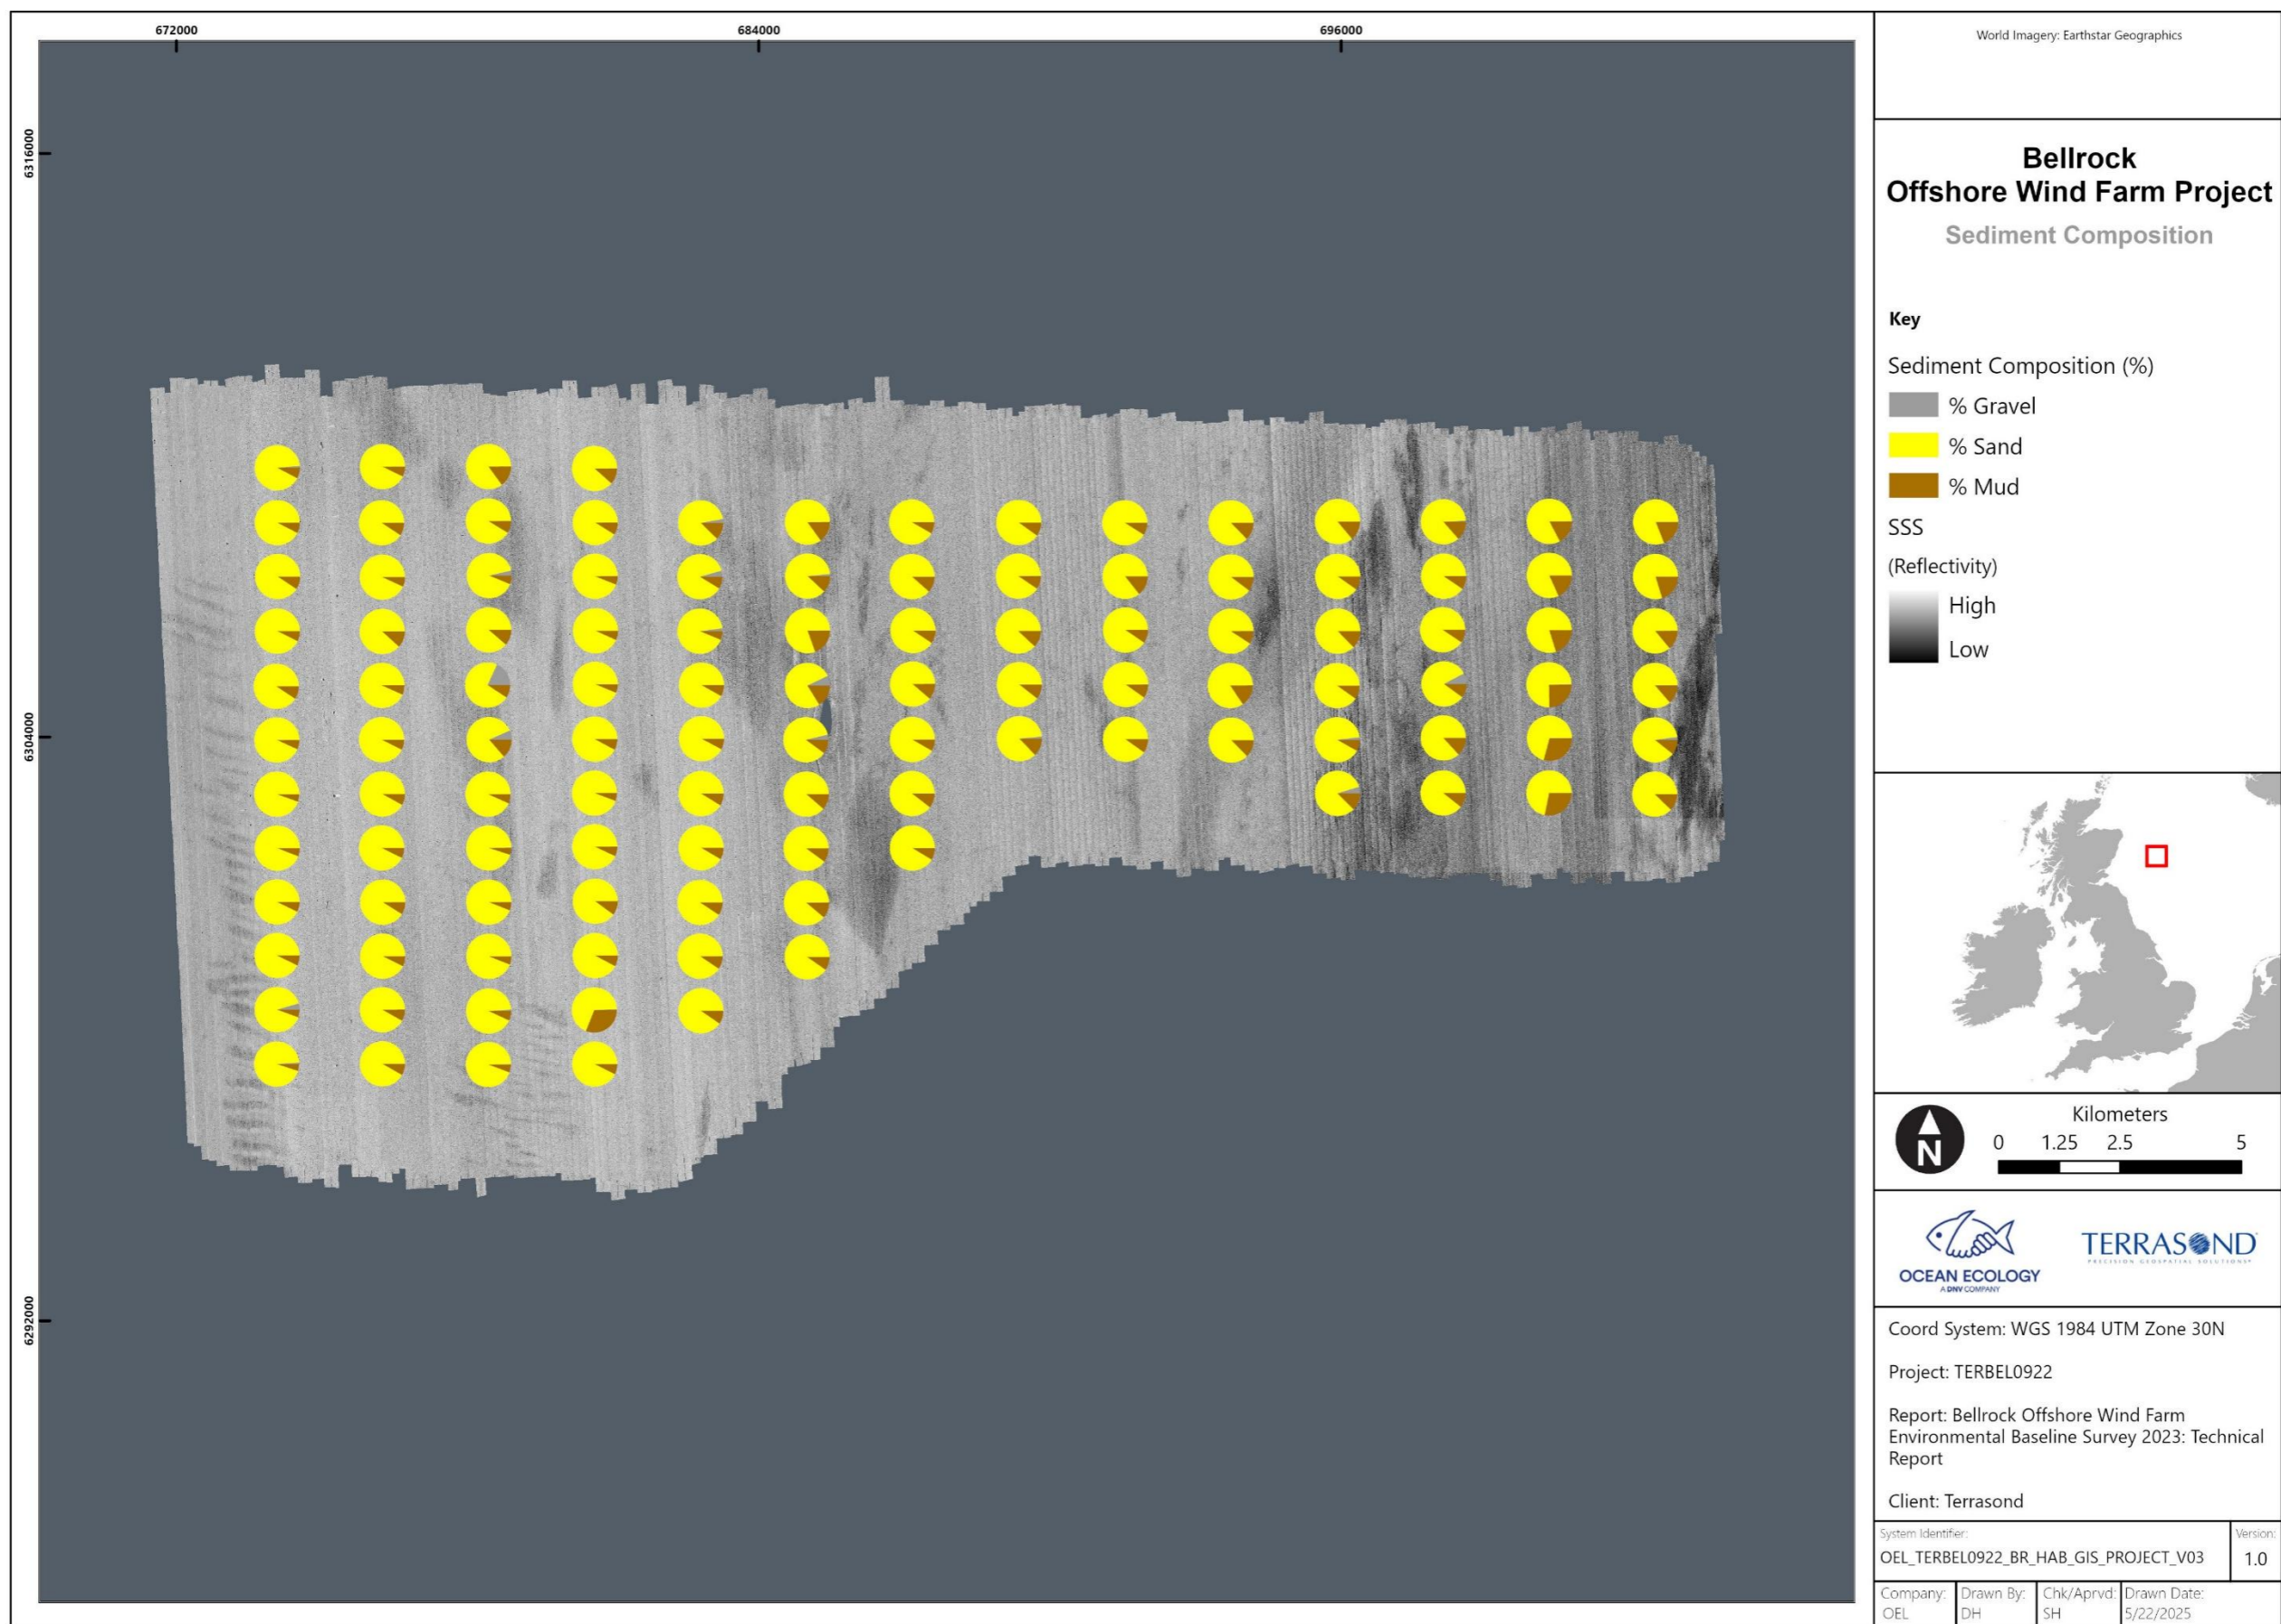 672000
684000
696000
6316000
6304000
6292000
World Imagery: Earthstar Geographics
Bellrock
Offshore Wind Farm Project
Sediment Composition
Key
Sediment Composition (%)
% Gravel
% Sand
% Mud
SSS
(Reflectivity)
High
Low
N
Kilometers
0 1.25 2.5 5
OCEAN ECOLOGY
A DNV COMPANY
TERRASOND
PRECISION GEOSPATIAL SOLUTIONS®
Coord System: WGS 1984 UTM Zone 30N
Project: TERBEL0922
Report: Bellrock Offshore Wind Farm
Environmental Baseline Survey 2023: Technical
Report
Client: Terrasond
System Identifier: Version:
OEL_TERBEL0922_BR_HAB_GIS_PROJECT_V03 1.0
Company: Drawn By: Chk/Aprvd: Drawn Date:
OEL DH SH 5/22/2025